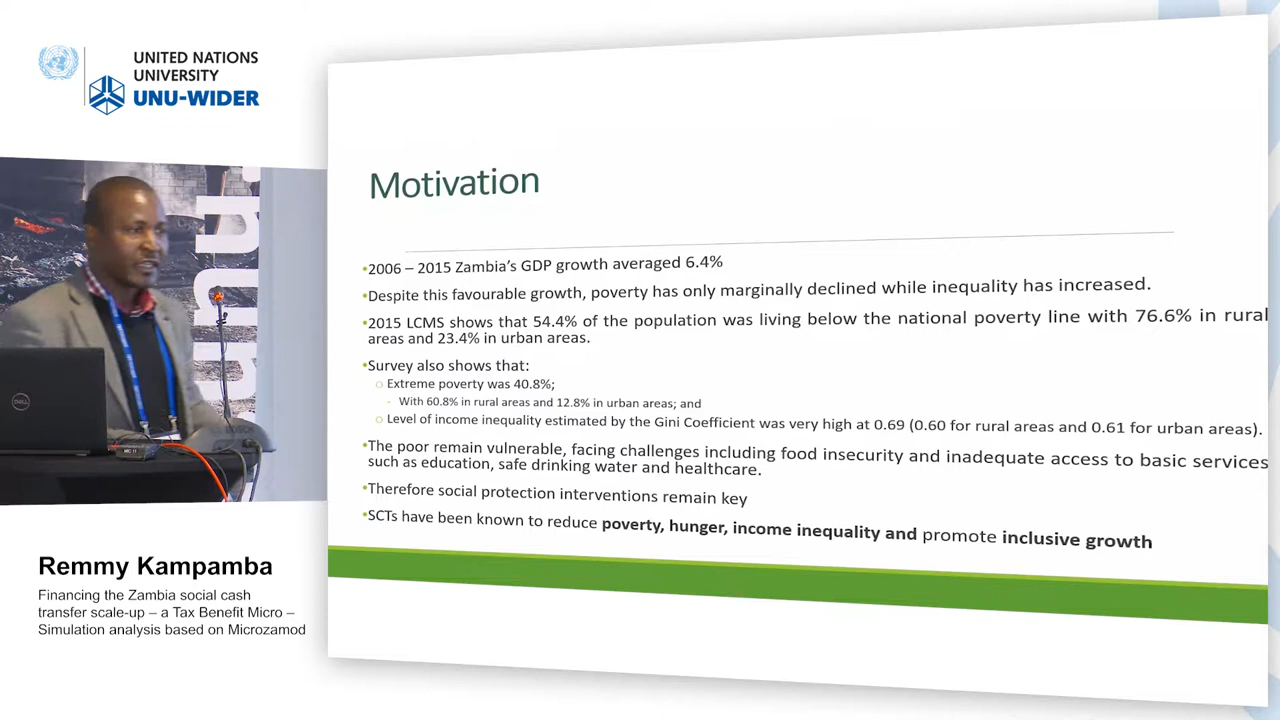 UNITED NATIONS
UNIVERSITY
UNU-WIDER
Motivation
•2006 – 2015 Zambia's GDP growth averaged 6.4%
•Despite this favourable growth, poverty has only marginally declined while inequality has increased.
•2015 LCMS shows that 54.4% of the population was living below the national poverty line with 76.6% in rural
areas and 23.4% in urban areas.
•Survey also shows that:
○ Extreme poverty was 40.8%;
- With 60.8% in rural areas and 12.8% in urban areas; and
○ Level of income inequality estimated by the Gini Coefficient was very high at 0.69 (0.60 for rural areas and 0.61 for urban areas).
•The poor remain vulnerable, facing challenges including food insecurity and inadequate access to basic services
such as education, safe drinking water and healthcare.
•Therefore social protection interventions remain key
•SCTs have been known to reduce poverty, hunger, income inequality and promote inclusive growth
DELL
MIC 11
Remmy Kampamba
Financing the Zambia social cash
transfer scale-up – a Tax Benefit Micro –
Simulation analysis based on Microzamod